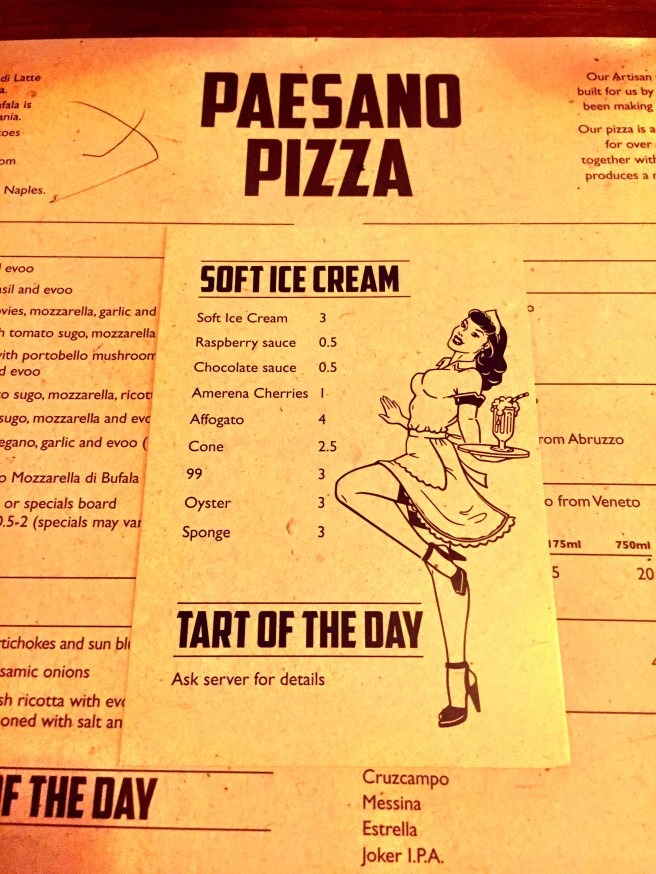 di Latte
a.
fala is
ania.
toes
om
Naples.
PAESANO
PIZZA
Our Artisan
built for us by
been making
Our pizza is a
for over
together with
produces a
evoo
sil and evoo
vies, mozzarella, garlic and
h tomato sugo, mozzarella
with portobello mushroom
d evoo
o sugo, mozzarella, ricot
sugo, mozzarella and evo
egano, garlic and evoo (
o Mozzarella di Bufala
or specials board
0.5-2 (specials may var
rtichokes and sun bl
samic onions
sh ricotta with evo
oned with salt an
OF THE DAY
SOFT ICE CREAM
Soft Ice Cream 3
Raspberry sauce 0.5
Chocolate sauce 0.5
Amerena Cherries 1
Affogato 4
Cone 2.5
99 3
Oyster 3
Sponge 3
TART OF THE DAY
Ask server for details
o
rom Abruzzo
o from Veneto
175ml 750ml
5 20
Cruzcampo
Messina
Estrella
Joker I.P.A.